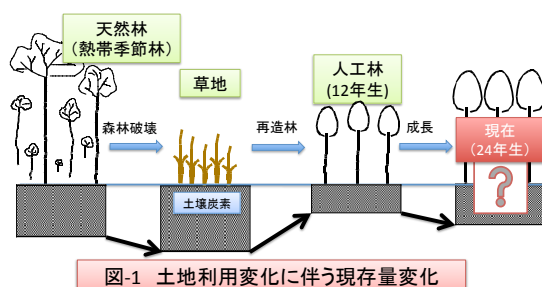 天然林
(熱帯季節林)
草地
人工林
(12年生)
森林破壊
再造林
成長
現在
(24年生)
?
土壌炭素
図-1 土地利用変化に伴う現存量変化